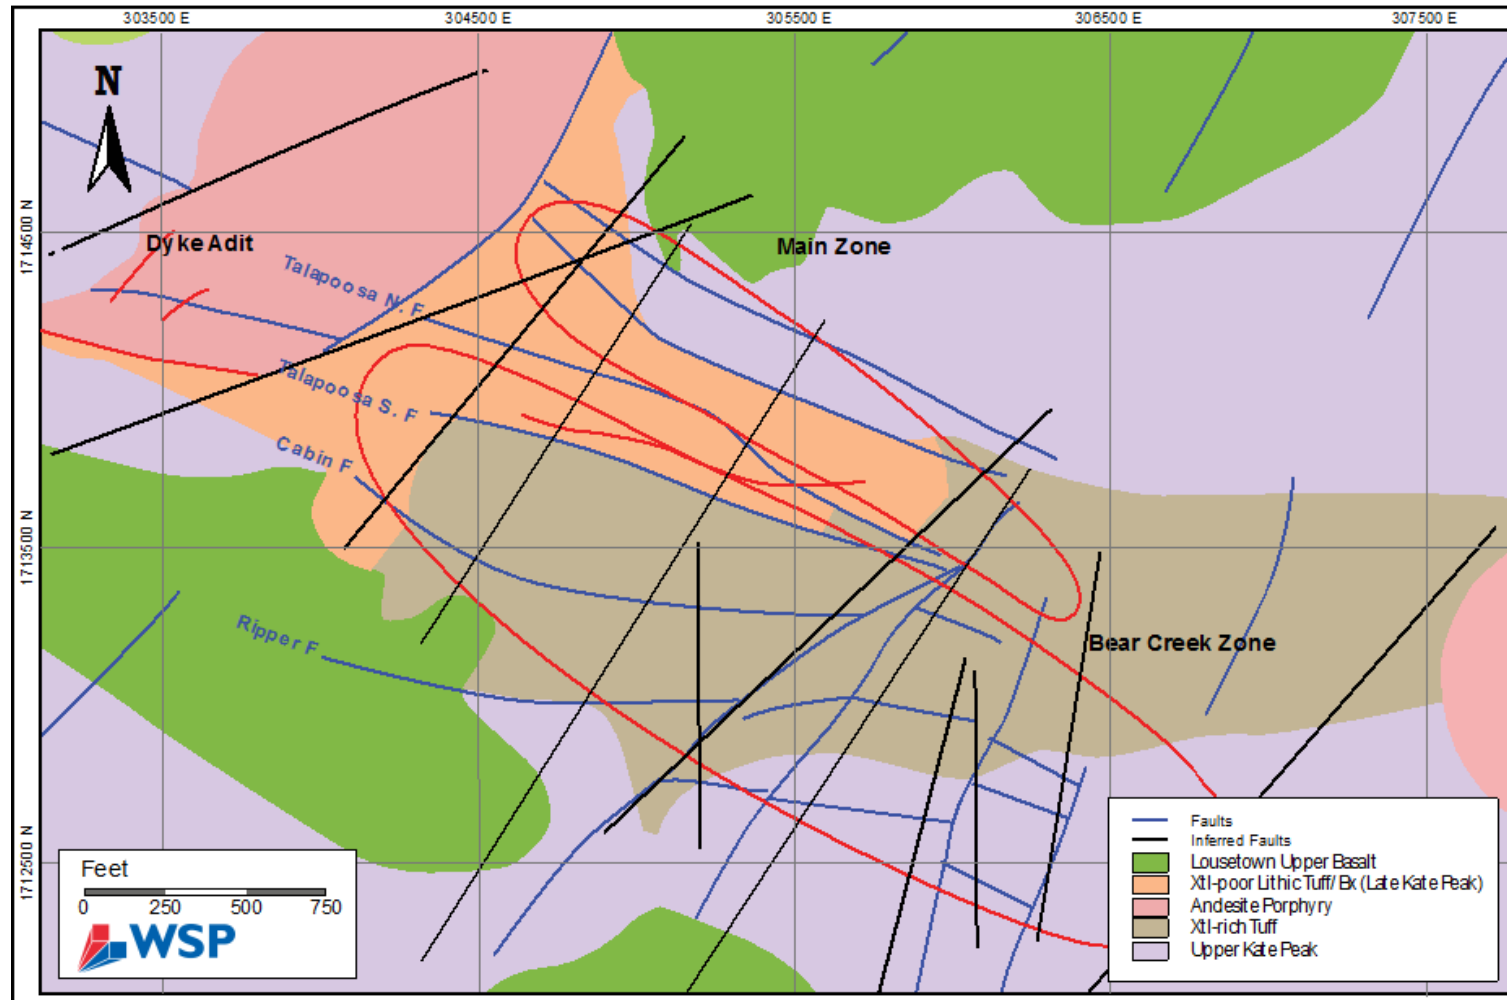 303500 E
304500 E
305500 E
306500 E
307500 E
N
1714500 N
1713500 N
1712500 N
Dyke Adit
Main Zone
Talapoosa N. F
Talapoosa S. F
Cabin F
Ripper F
Bear Creek Zone
Feet
0 250 500 750
WSP
Faults
Inferred Faults
Lousetown Upper Basalt
Xtl-poor Lithic Tuff/ Bx (Late Kate Peak)
Andesite Porphyry
Xtl-rich Tuff
Upper Kate Peak